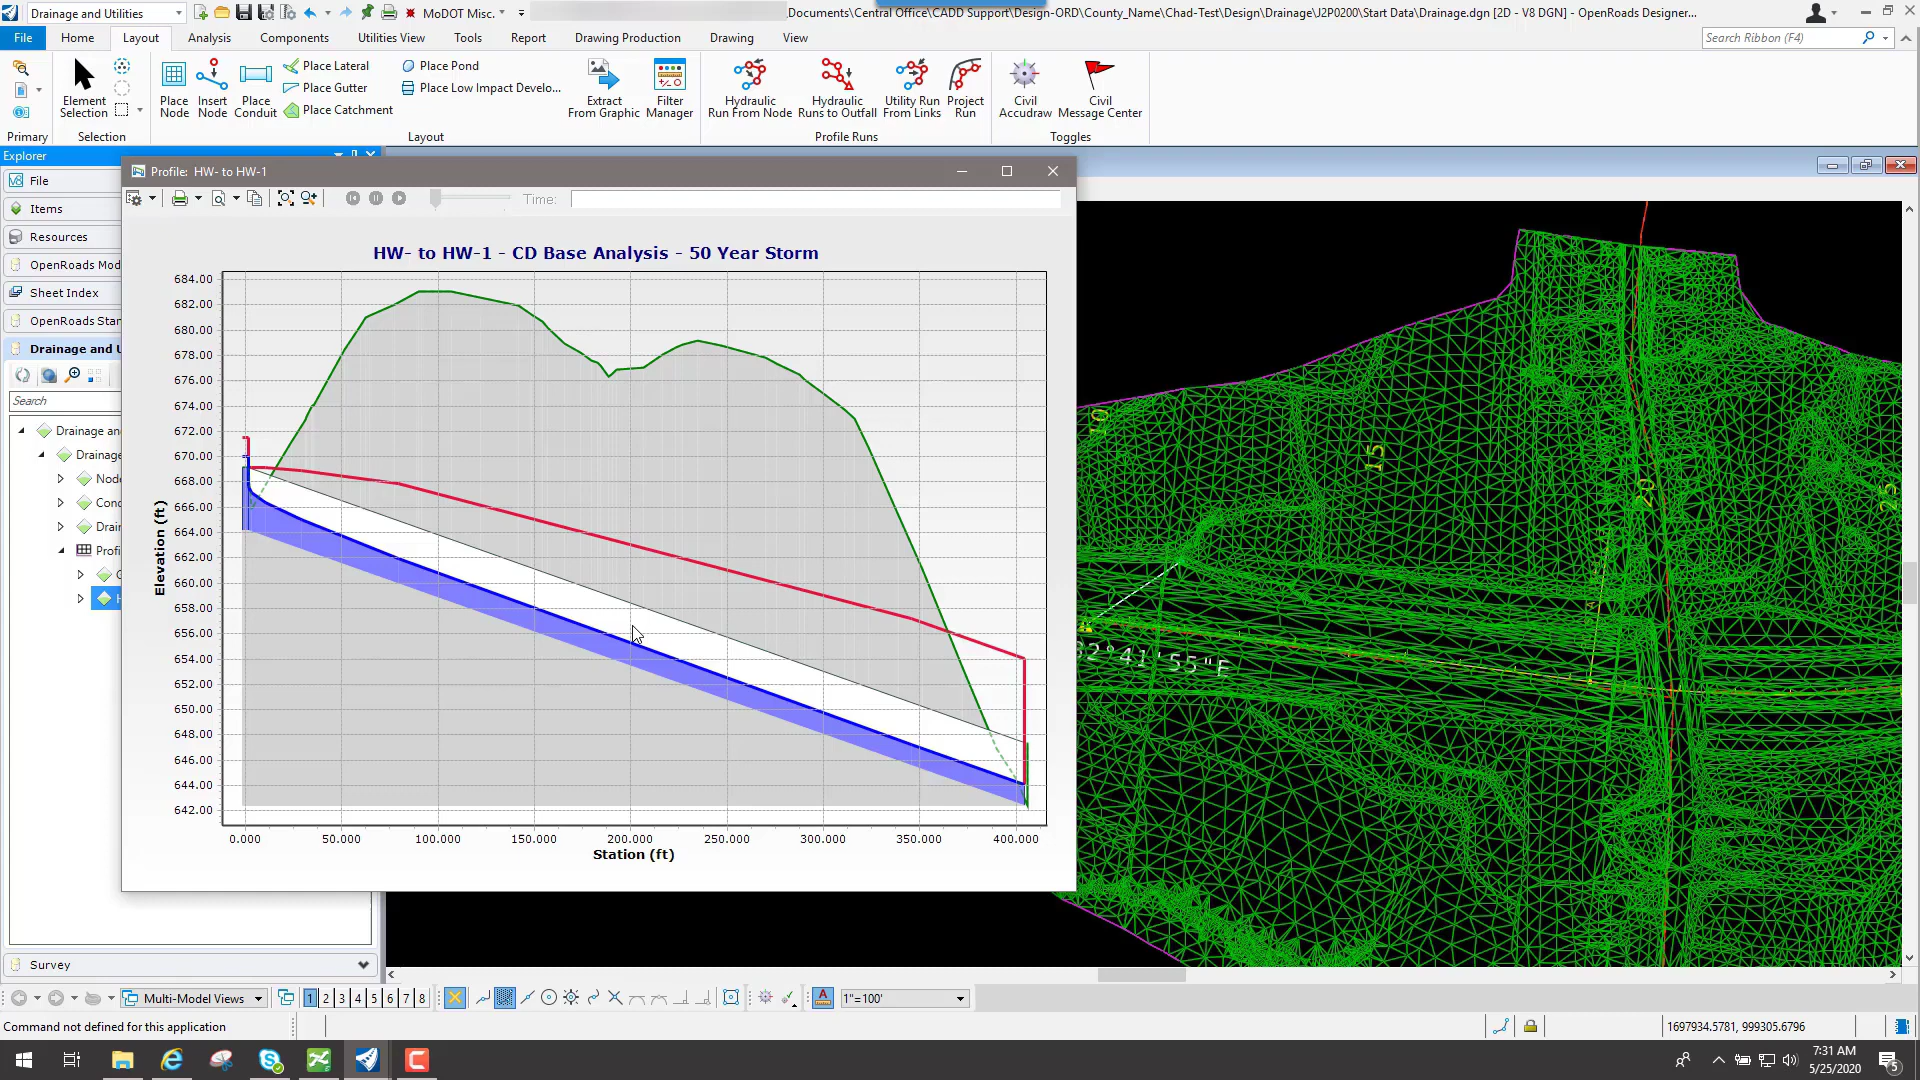 Drainage and Utilities
MoDOT Misc.
Documents\Central Office\CADD Support\Design-ORD\County_Name\Chad-Test\Design\Drainage\J2P0200\Start Data\Drainage.dgn [2D - V8 DGN] - OpenRoads Designer...
File Home Layout Analysis Components Utilities View Tools Report Drawing Production Drawing View
Search Ribbon (F4)
Element Selection
Place Node
Insert Node
Place Conduit
Place Lateral
Place Gutter
Place Catchment
Place Pond
Place Low Impact Develo...
Extract From Graphic
Filter Manager
Hydraulic Run From Node
Hydraulic Runs to Outfall
Utility Run From Links
Project Run
Civil Accudraw
Civil Message Center
Primary Selection Layout Profile Runs Toggles
Explorer
File
Items
Resources
OpenRoads Mod
Sheet Index
OpenRoads Stan
Drainage and U
Search
Drainage an
Drainage
Nod
Con
Drai
Profi
Survey
Profile: HW- to HW-1
Time:
HW- to HW-1 - CD Base Analysis - 50 Year Storm
684.00
682.00
680.00
678.00
676.00
674.00
672.00
670.00
668.00
666.00
664.00
662.00
660.00
658.00
656.00
654.00
652.00
650.00
648.00
646.00
644.00
642.00
Elevation (ft)
0.000 50.000 100.000 150.000 200.000 250.000 300.000 350.000 400.000
Station (ft)
10
15
20
25
82°41'55"E
Multi-Model Views
1 2 3 4 5 6 7 8
1"=100'
Command not defined for this application
1697934.5781, 999305.6796
7:31 AM
5/25/2020
5